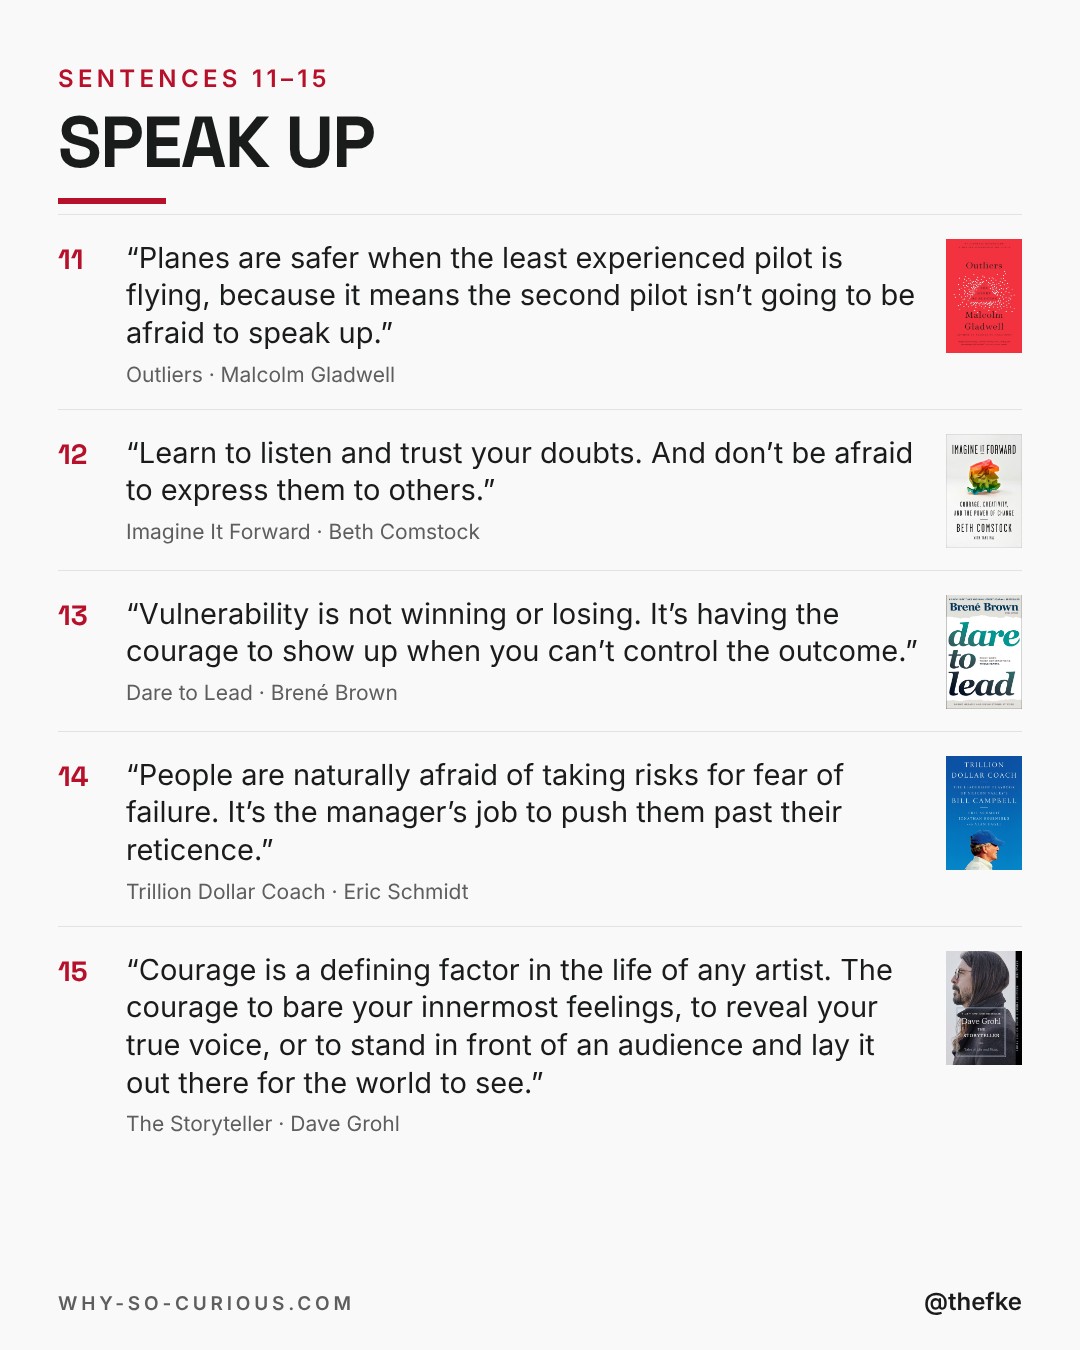 SENTENCES 11–15
SPEAK UP
11
“Planes are safer when the least experienced pilot is
flying, because it means the second pilot isn’t going to be
afraid to speak up.”
Outliers · Malcolm Gladwell
Outliers
Malcolm
Gladwell
12
“Learn to listen and trust your doubts. And don’t be afraid
to express them to others.”
Imagine It Forward · Beth Comstock
IMAGINE IT FORWARD
COURAGE, CREATIVITY,
AND THE POWER OF CHANGE
BETH COMSTOCK
13
“Vulnerability is not winning or losing. It’s having the
courage to show up when you can’t control the outcome.”
Dare to Lead · Brené Brown
Brené Brown
dare
to
lead
14
“People are naturally afraid of taking risks for fear of
failure. It’s the manager’s job to push them past their
reticence.”
Trillion Dollar Coach · Eric Schmidt
TRILLION
DOLLAR COACH
BILL CAMPBELL
15
“Courage is a defining factor in the life of any artist. The
courage to bare your innermost feelings, to reveal your
true voice, or to stand in front of an audience and lay it
out there for the world to see.”
The Storyteller · Dave Grohl
Dave Grohl
THE
STORYTELLER
WHY-SO-CURIOUS.COM
@thefke